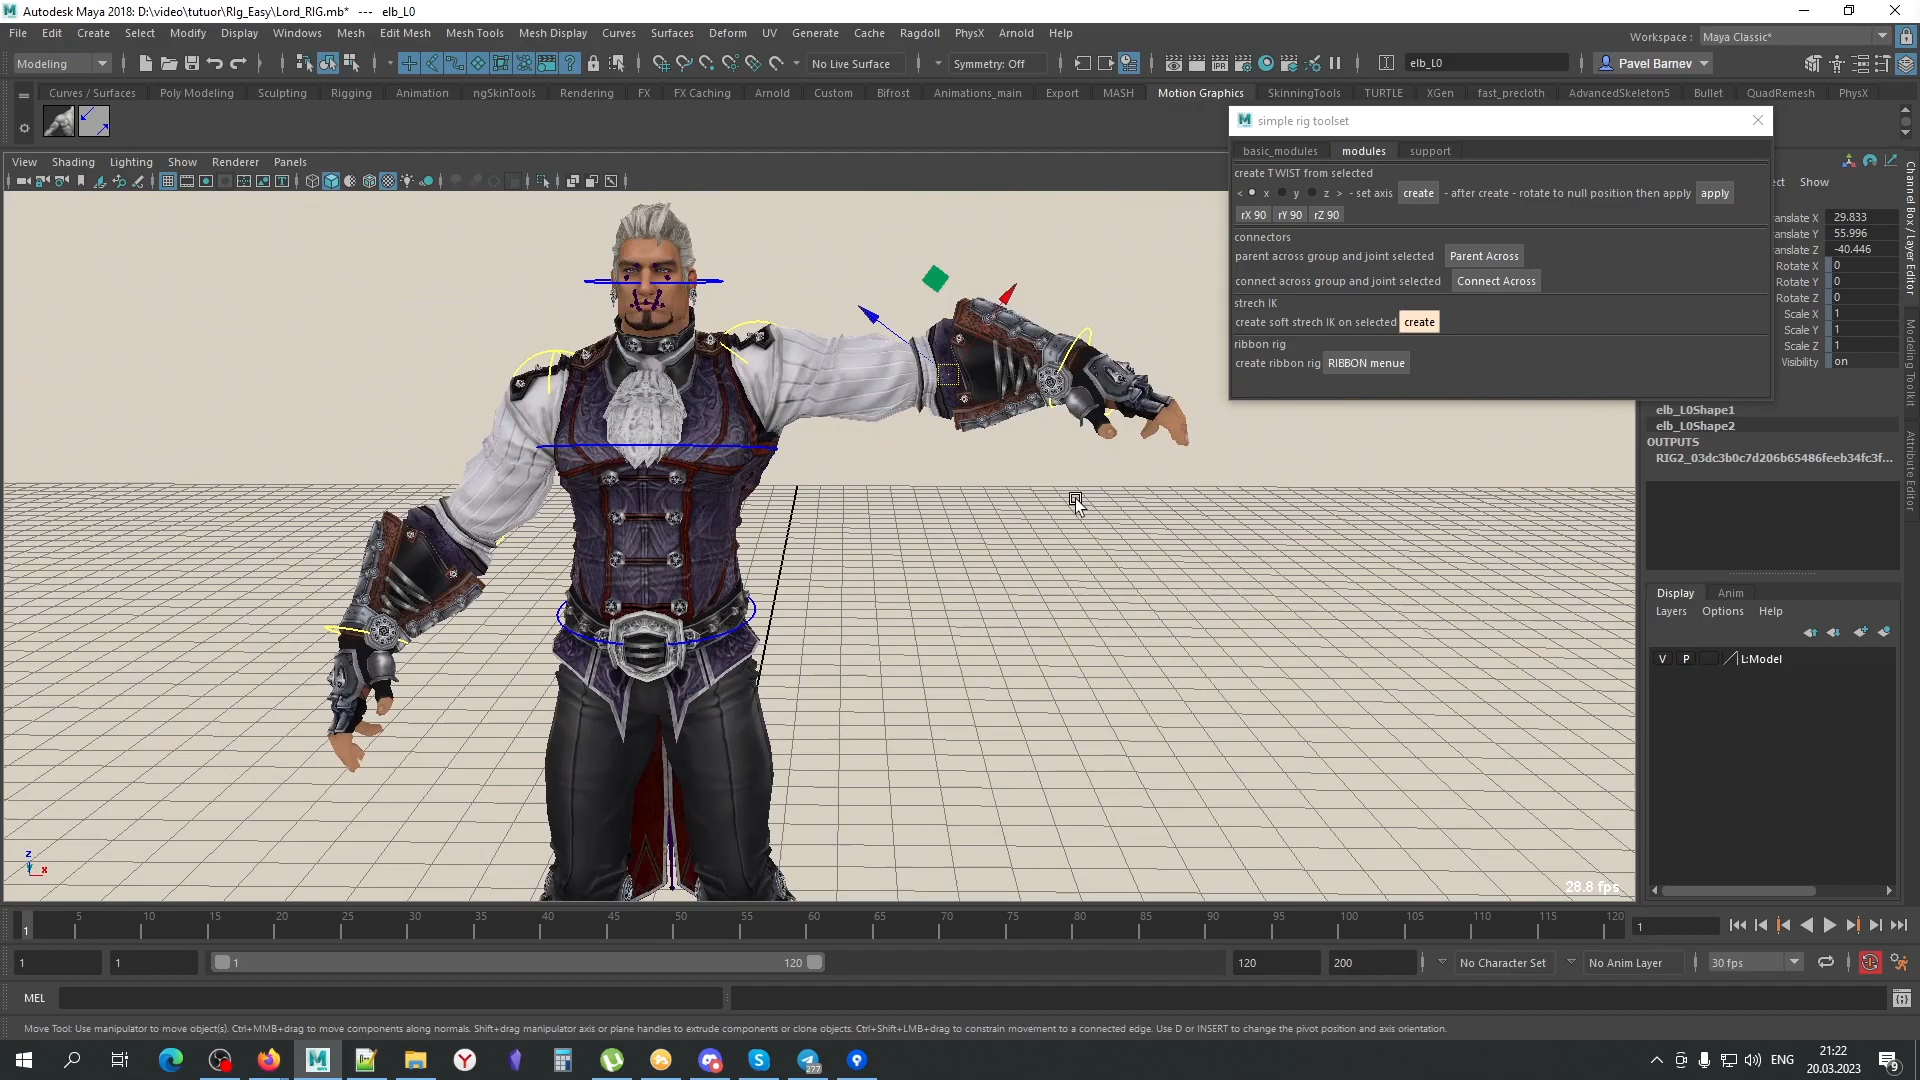 Autodesk Maya 2018: D:\video\tutuor\RIg_Easy\Lord_RIG.mb* --- elb_L0
File Edit Create Select Modify Display Windows Mesh Edit Mesh Mesh Tools Mesh Display Curves Surfaces Deform UV Generate Cache Ragdoll PhysX Arnold Help
Workspace : Maya Classic*
Modeling No Live Surface Symmetry: Off elb_L0 Pavel Barnev
Curves / Surfaces Poly Modeling Sculpting Rigging Animation ngSkinTools Rendering FX FX Caching Arnold Custom Bifrost Animations_main Export MASH Motion Graphics SkinningTools TURTLE XGen fast_precloth AdvancedSkeleton5 Bullet QuadRemesh PhysX
simple rig toolset
basic_modules modules support
create TWIST from selected
< x y z > - set axis create - after create - rotate to null position then apply apply
rX 90 rY 90 rZ 90
connectors
parent across group and joint selected Parent Across
connect across group and joint selected Connect Across
strech IK
create soft strech IK on selected create
ribbon rig
create ribbon rig RIBBON menue
View Shading Lighting Show Renderer Panels
IPR
ect Show
anslate X 29.833
anslate Y 55.996
anslate Z -40.446
Rotate X 0
Rotate Y 0
Rotate Z 0
Scale X 1
Scale Y 1
Scale Z 1
Visibility on
elb_L0Shape1
elb_L0Shape2
OUTPUTS
RIG2_03dc3b0c7d206b65486feeb34fc3f...
Channel Box / Layer Editor
Modeling Toolkit
Attribute Editor
Display Anim
Layers Options Help
V P L:Model
z
x
28.8 fps
5 10 15 20 25 30 35 40 45 50 55 60 65 70 75 80 85 90 95 100 105 110 115 120
1 1
1 1 1 120 120 200 No Character Set No Anim Layer 30 fps
MEL
Move Tool: Use manipulator to move object(s). Ctrl+MMB+drag to move components along normals. Shift+drag manipulator axis or plane handles to extrude components or clone objects. Ctrl+Shift+LMB+drag to constrain movement to a connected edge. Use D or INSERT to change the pivot position and axis orientation.
277
ENG
21:22
20.03.2023
9